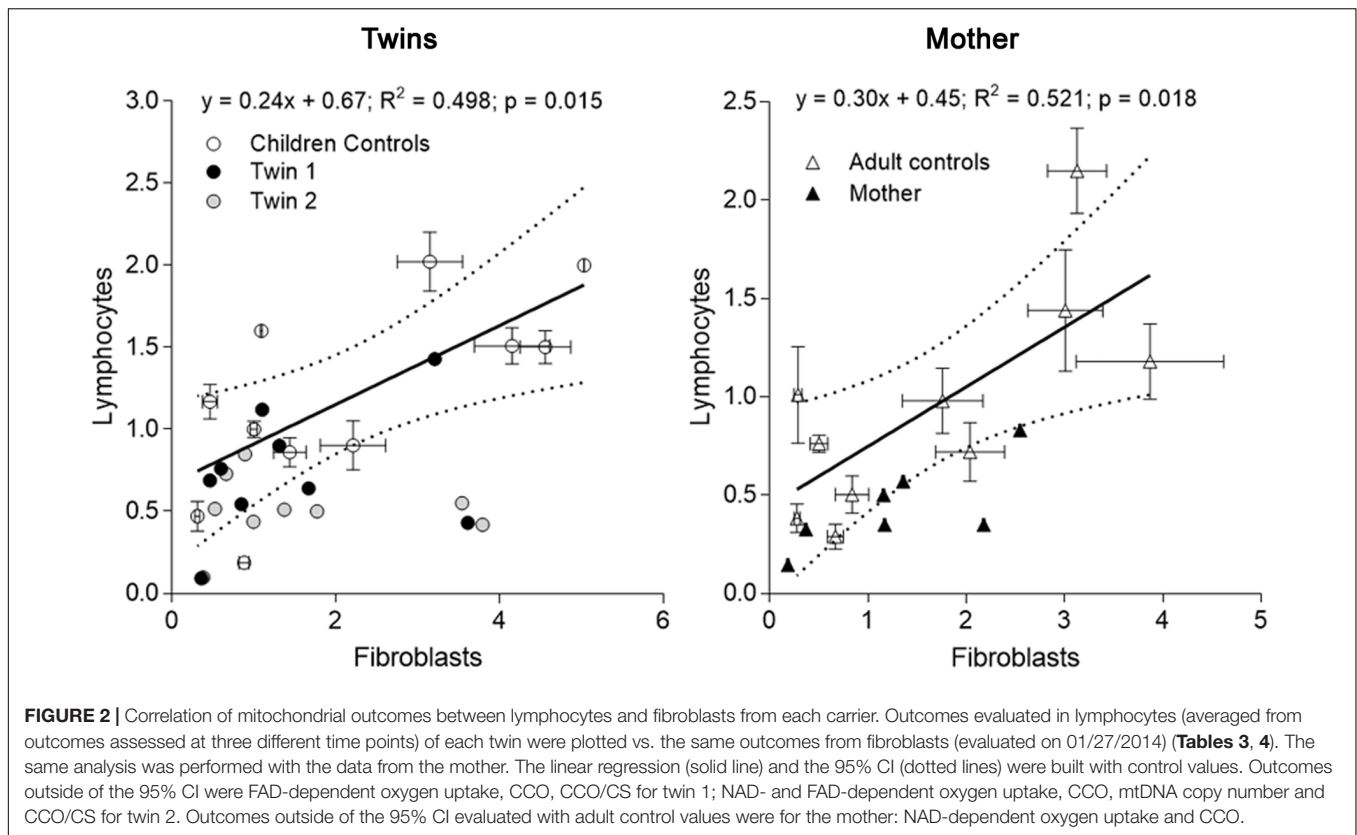 Twins
y = 0.24x + 0.67; R² = 0.498; p = 0.015
3.0
2.5
2.0
1.5
1.0
0.5
0.0
Lymphocytes
Children Controls
Twin 1
Twin 2
0 2 4 6
Fibroblasts
Mother
y = 0.30x + 0.45; R² = 0.521; p = 0.018
2.5
2.0
1.5
1.0
0.5
0.0
Lymphocytes
Adult controls
Mother
0 1 2 3 4 5
Fibroblasts
FIGURE 2 | Correlation of mitochondrial outcomes between lymphocytes and fibroblasts from each carrier. Outcomes evaluated in lymphocytes (averaged from
outcomes assessed at three different time points) of each twin were plotted vs. the same outcomes from fibroblasts (evaluated on 01/27/2014) (Tables 3, 4). The
same analysis was performed with the data from the mother. The linear regression (solid line) and the 95% CI (dotted lines) were built with control values. Outcomes
outside of the 95% CI were FAD-dependent oxygen uptake, CCO, CCO/CS for twin 1; NAD- and FAD-dependent oxygen uptake, CCO, mtDNA copy number and
CCO/CS for twin 2. Outcomes outside of the 95% CI evaluated with adult control values were for the mother: NAD-dependent oxygen uptake and CCO.